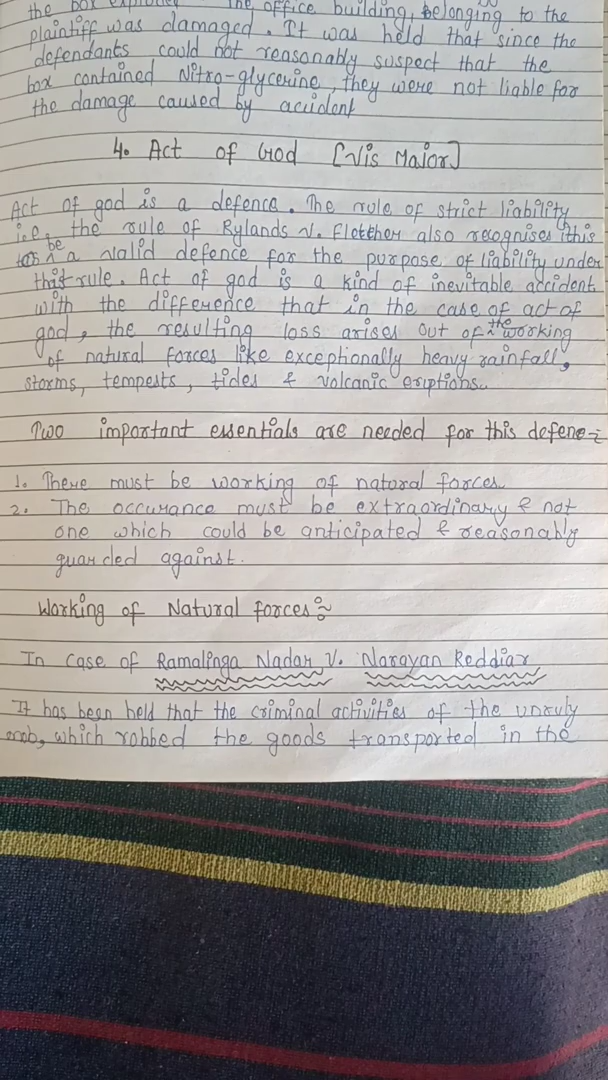 the box exploded the office building, belonging to the
plaintiff was damaged. It was held that since the
defendants could not reasonably suspect that the
box contained Nitro-glycerine, they were not liable for
the damage caused by accident
4. Act of God [Vis Major]
Act of god is a defence. The rule of strict liability
i.e. the rule of Rylands v. Fletcher also recognises this
to be a valid defence for the purpose of liability under
that rule. Act of god is a kind of inevitable accident
with the difference that in the case of act of
god, the resulting loss arises out of the working
of natural forces like exceptionally heavy rainfall,
storms, tempests, tides & volcanic eruptions.
Two important essentials are needed for this defence:
1. There must be working of natural forces
2. The occurance must be extraordinary & not
one which could be anticipated & reasonably
guarded against.
Working of Natural forces:
In case of Ramalinga Nadar V. Narayan Reddiar
It has been held that the criminal activities of the unruly
mob, which robbed the goods transported in the